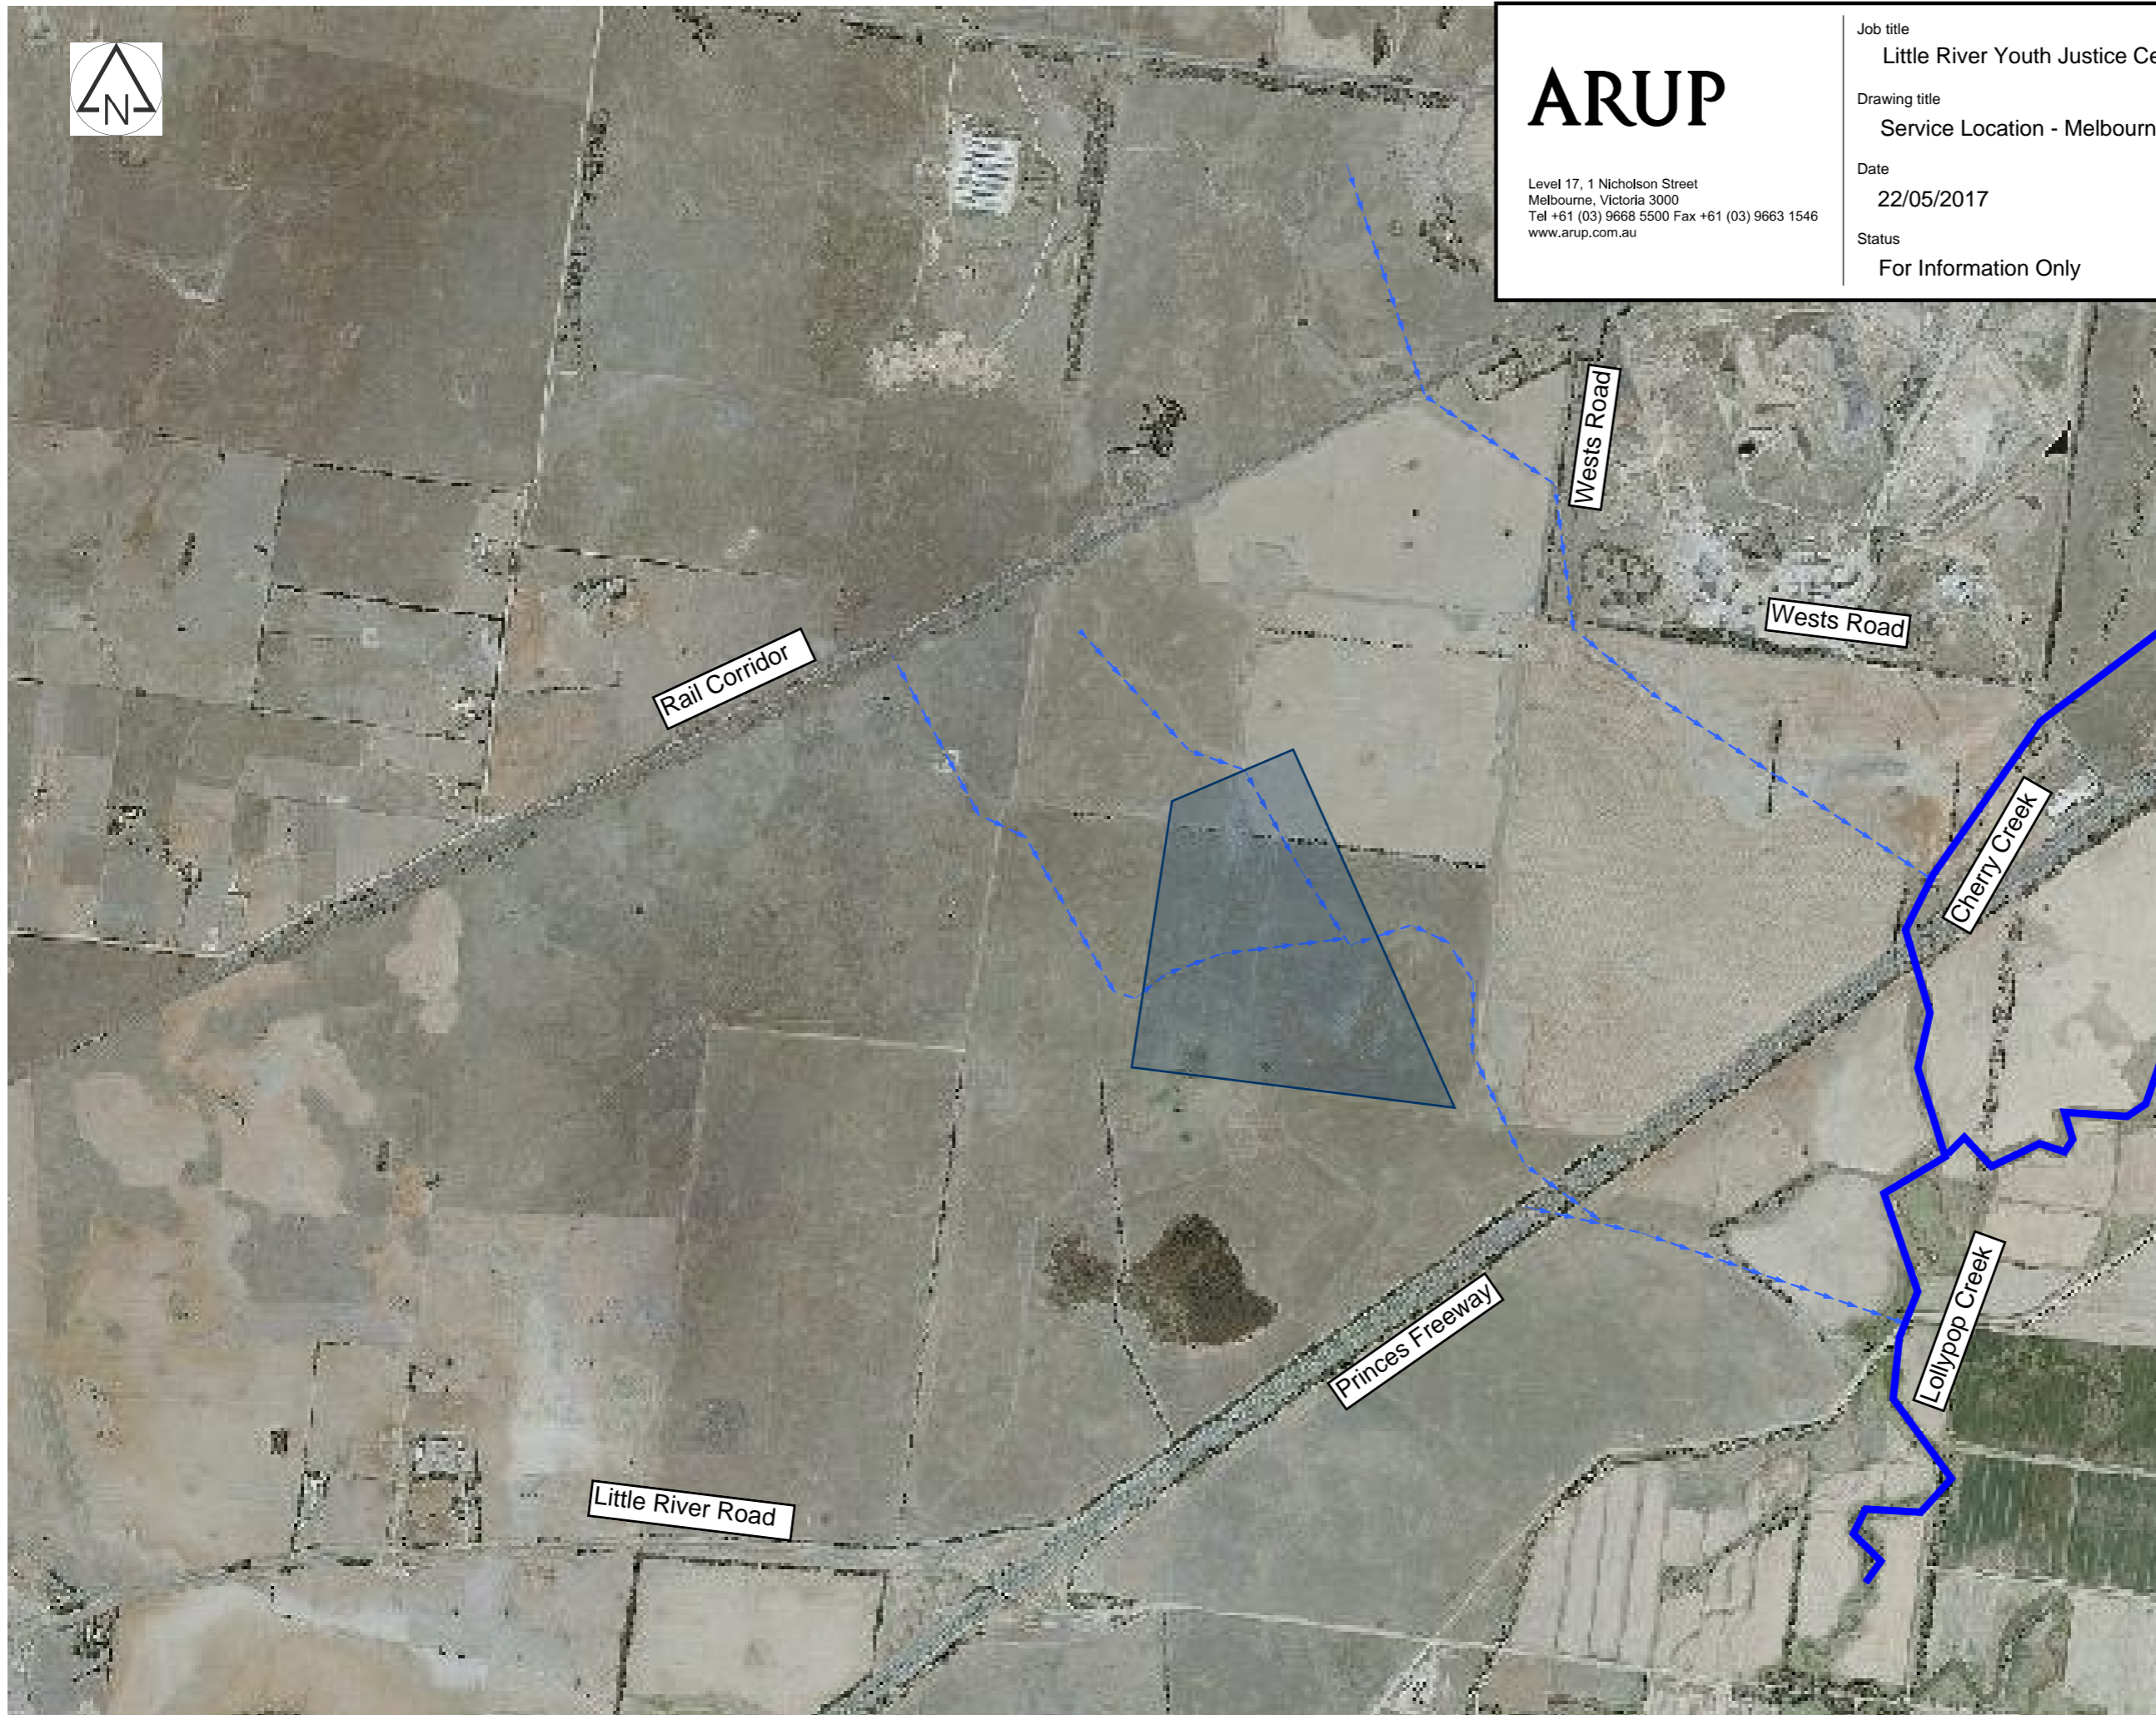 N
ARUP
Level 17, 1 Nicholson Street
Melbourne, Victoria 3000
Tel +61 (03) 9668 5500 Fax +61 (03) 9663 1546
www.arup.com.au
Job title
Little River Youth Justice Ce
Drawing title
Service Location - Melbourn
Date
22/05/2017
Status
For Information Only
Wests Road
Wests Road
Rail Corridor
Cherry Creek
Princes Freeway
Lollypop Creek
Little River Road